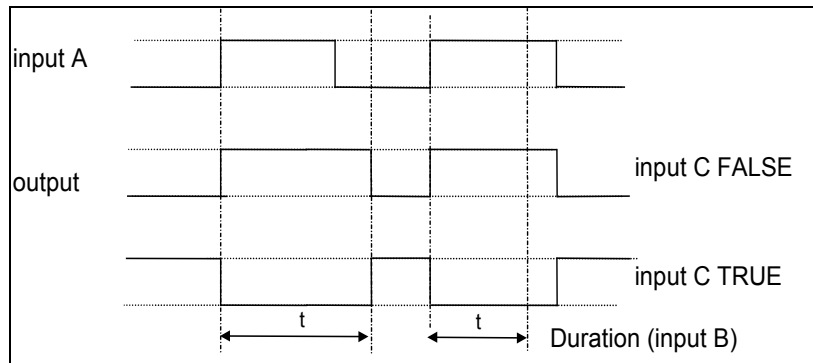 input A
output
input C FALSE
input C TRUE
t
t
Duration (input B)